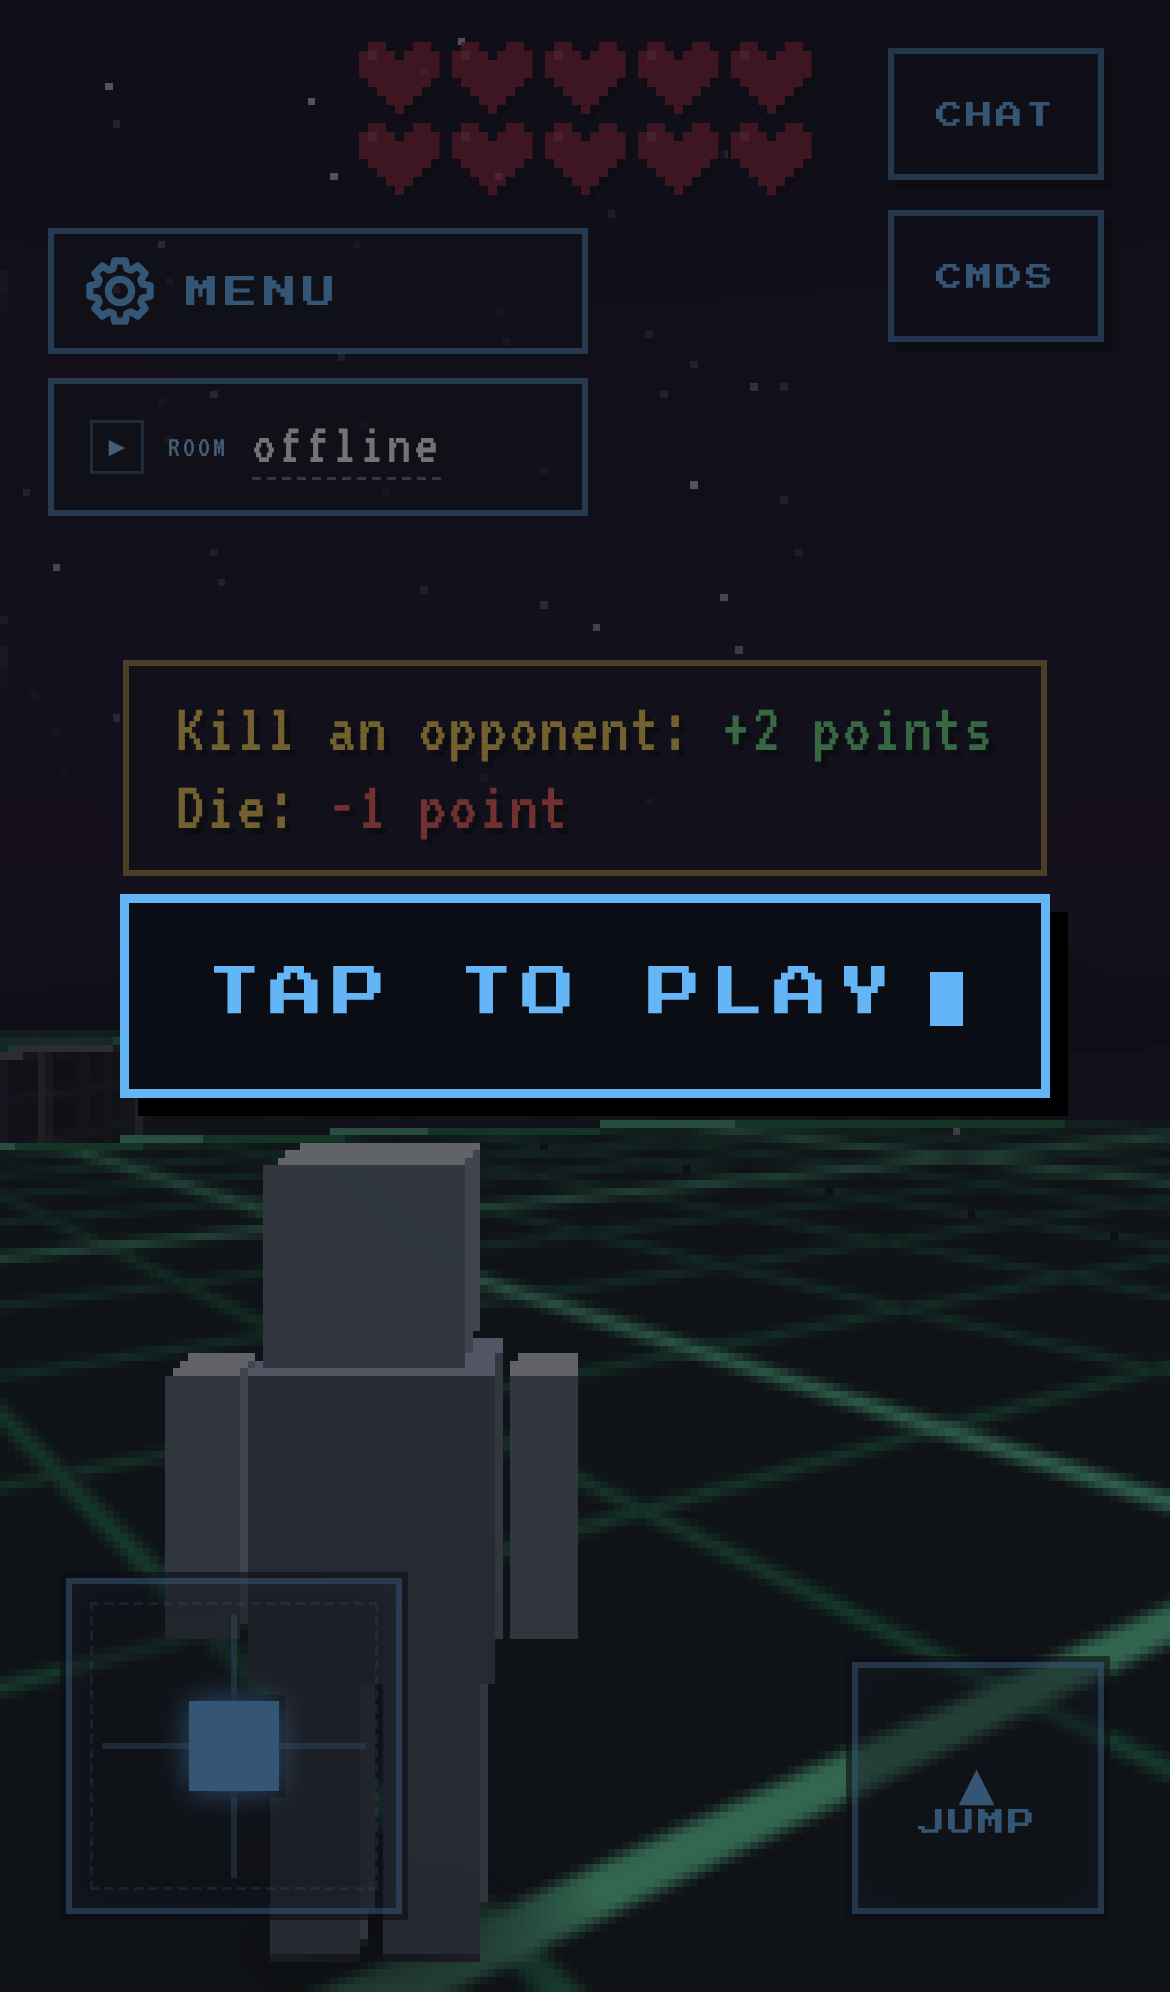 CHAT
CMDS
MENU
ROOM offline
Kill an opponent: +2 points
Die: -1 point
TAP TO PLAY
JUMP